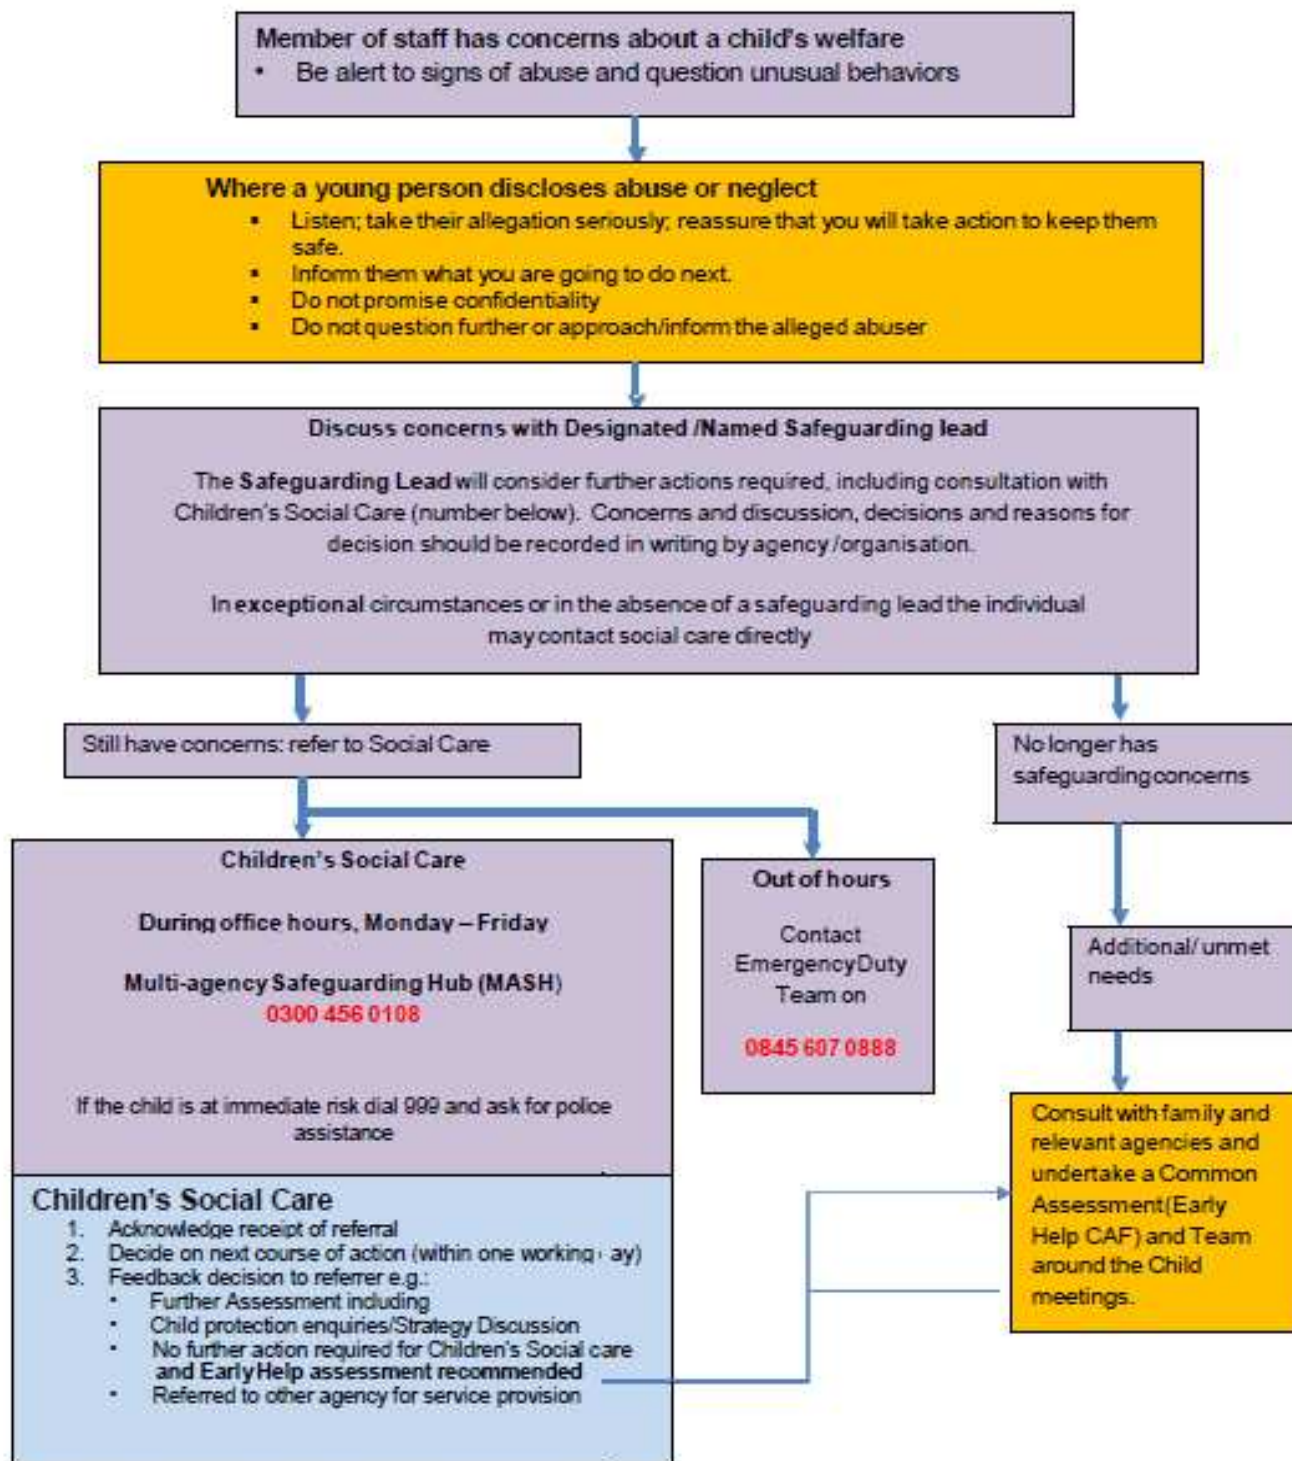 Member of staff has concerns about a child's welfare
• Be alert to signs of abuse and question unusual behaviors
Where a young person discloses abuse or neglect
▪ Listen; take their allegation seriously; reassure that you will take action to keep them
safe.
▪ Inform them what you are going to do next.
▪ Do not promise confidentiality
▪ Do not question further or approach/inform the alleged abuser
Discuss concerns with Designated /Named Safeguarding lead
The Safeguarding Lead will consider further actions required, including consultation with
Children's Social Care (number below). Concerns and discussion, decisions and reasons for
decision should be recorded in writing by agency /organisation.
In exceptional circumstances or in the absence of a safeguarding lead the individual
may contact social care directly
Still have concerns: refer to Social Care
No longer has
safeguarding concerns
Children's Social Care
During office hours, Monday – Friday
Multi-agency Safeguarding Hub (MASH)
0300 456 0108
If the child is at immediate risk dial 999 and ask for police
assistance
Out of hours
Contact
Emergency Duty
Team on
0845 607 0888
Additional/ unmet
needs
Consult with family and
relevant agencies and
undertake a Common
Assessment (Early
Help CAF) and Team
around the Child
meetings.
Children's Social Care
1. Acknowledge receipt of referral
2. Decide on next course of action (within one working ay)
3. Feedback decision to referrer e.g.:
• Further Assessment including
• Child protection enquiries/Strategy Discussion
• No further action required for Children's Social care
and Early Help assessment recommended
• Referred to other agency for service provision